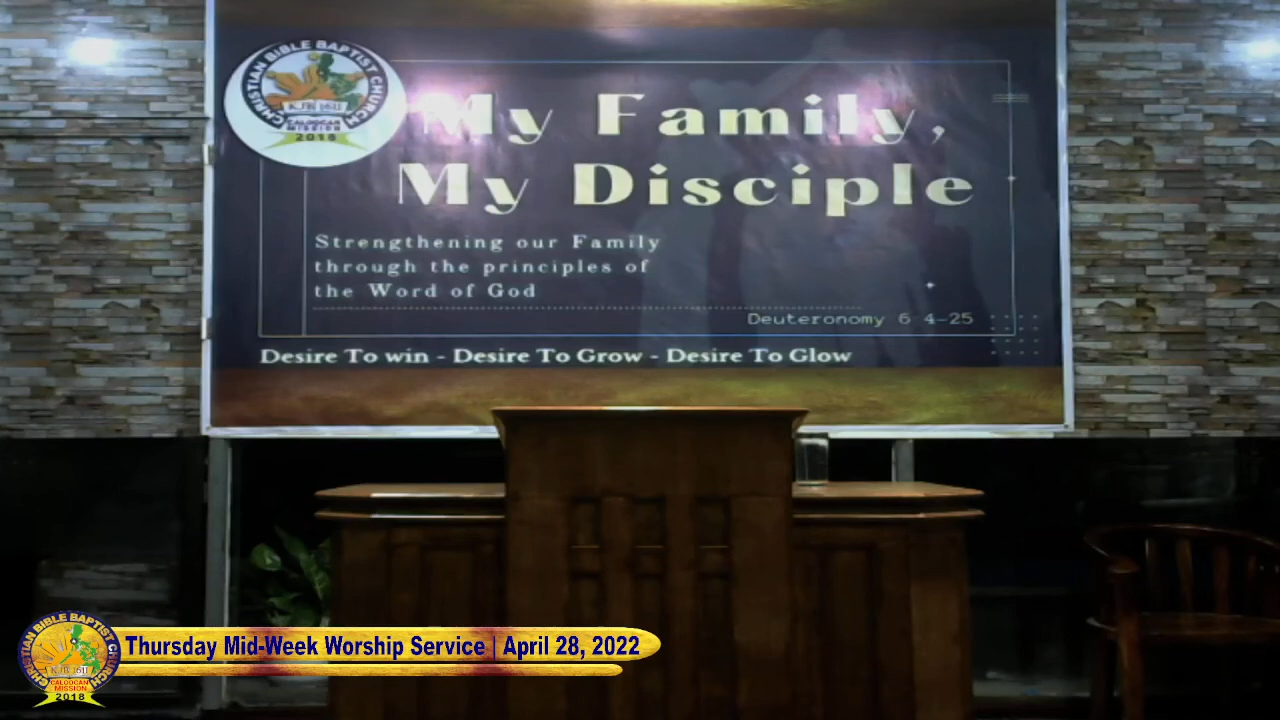 CHRISTIAN BIBLE BAPTIST CHURCH
KJB 1611
CALOOCAN
MISSION
2018
My Family,
My Disciple
Strengthening our Family
through the principles of
the Word of God
Deuteronomy 6 4-25
Desire To win - Desire To Grow - Desire To Glow
CHRISTIAN BIBLE BAPTIST CHURCH
KJB 1611
CALOOCAN
MISSION
2018
Thursday Mid-Week Worship Service | April 28, 2022